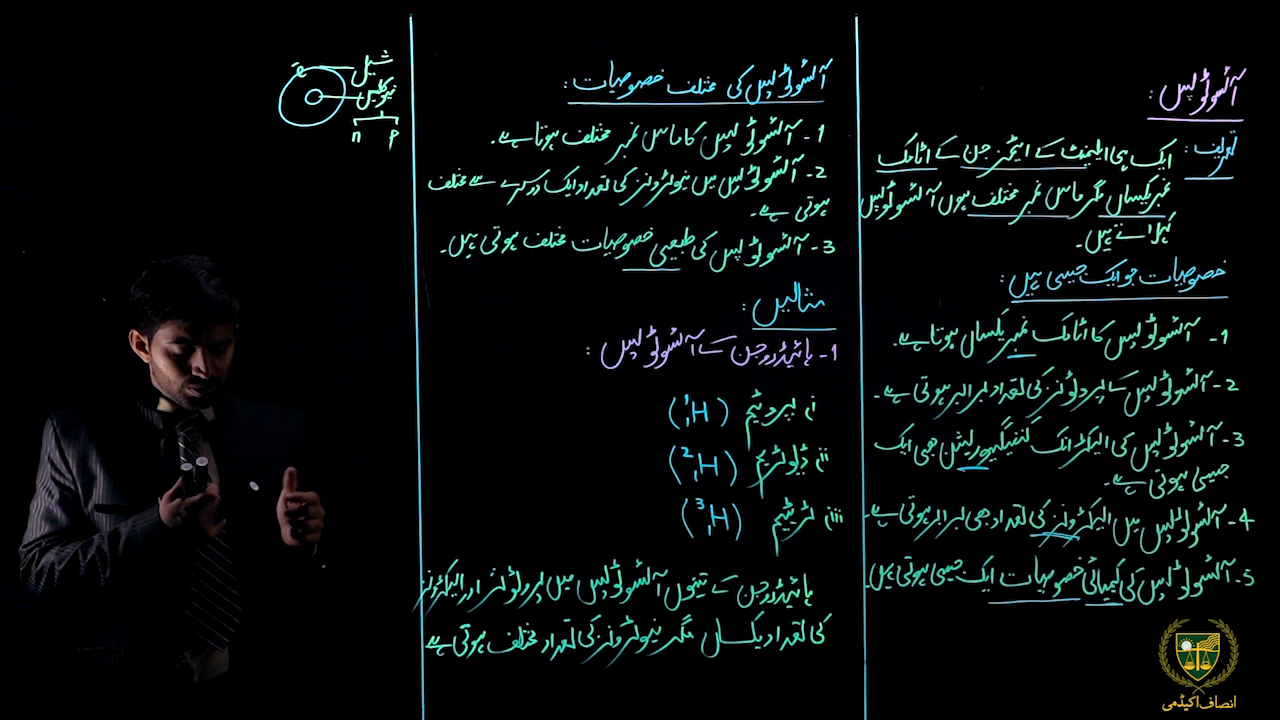 آئسوٹوپس :
تعریف : ایک ہی ایلیمنٹ کے ایٹمز جن کے اٹامک
نمبر یکساں مگر ماس نمبر مختلف ہوں آئسوٹوپس
کہلاتے ہیں۔
خصوصیات جو ایک جیسی ہیں :
1- آئسوٹوپس کا اٹامک نمبر یکساں ہوتا ہے۔
2- آئسوٹوپس کے پروٹونز کی تعداد برابر ہوتی ہے۔
3- آئسوٹوپس کی الیکٹرانک کنفیگیوریشن بھی ایک
جیسی ہوتی ہے۔
4- آئسوٹوپس میں الیکٹرونز کی تعداد بھی برابر ہوتی ہے۔
5- آئسوٹوپس کی کیمیائی خصوصیات ایک جیسی ہوتی ہیں۔
آئسوٹوپس کی مختلف خصوصیات :
1- آئسوٹوپس کا ماس نمبر مختلف ہوتا ہے۔
2- آئسوٹوپس میں نیوٹرونز کی تعداد ایک دوسرے سے مختلف
ہوتی ہے۔
3- آئسوٹوپس کی طبیعی خصوصیات مختلف ہوتی ہیں۔
مثالیں :
1- ہائیڈروجن کے آئسوٹوپس :
i) پروٹیم (¹₁H)
ii) ڈیوٹریم (²₁H)
iii) ٹریٹیم (³₁H)
ہائیڈروجن کے تینوں آئسوٹوپس میں پروٹونز اور الیکٹرونز
کی تعداد یکساں مگر نیوٹرونز کی تعداد مختلف ہوتی ہے
e شیل
نیوکلیس
n p
انصاف اکیڈمی